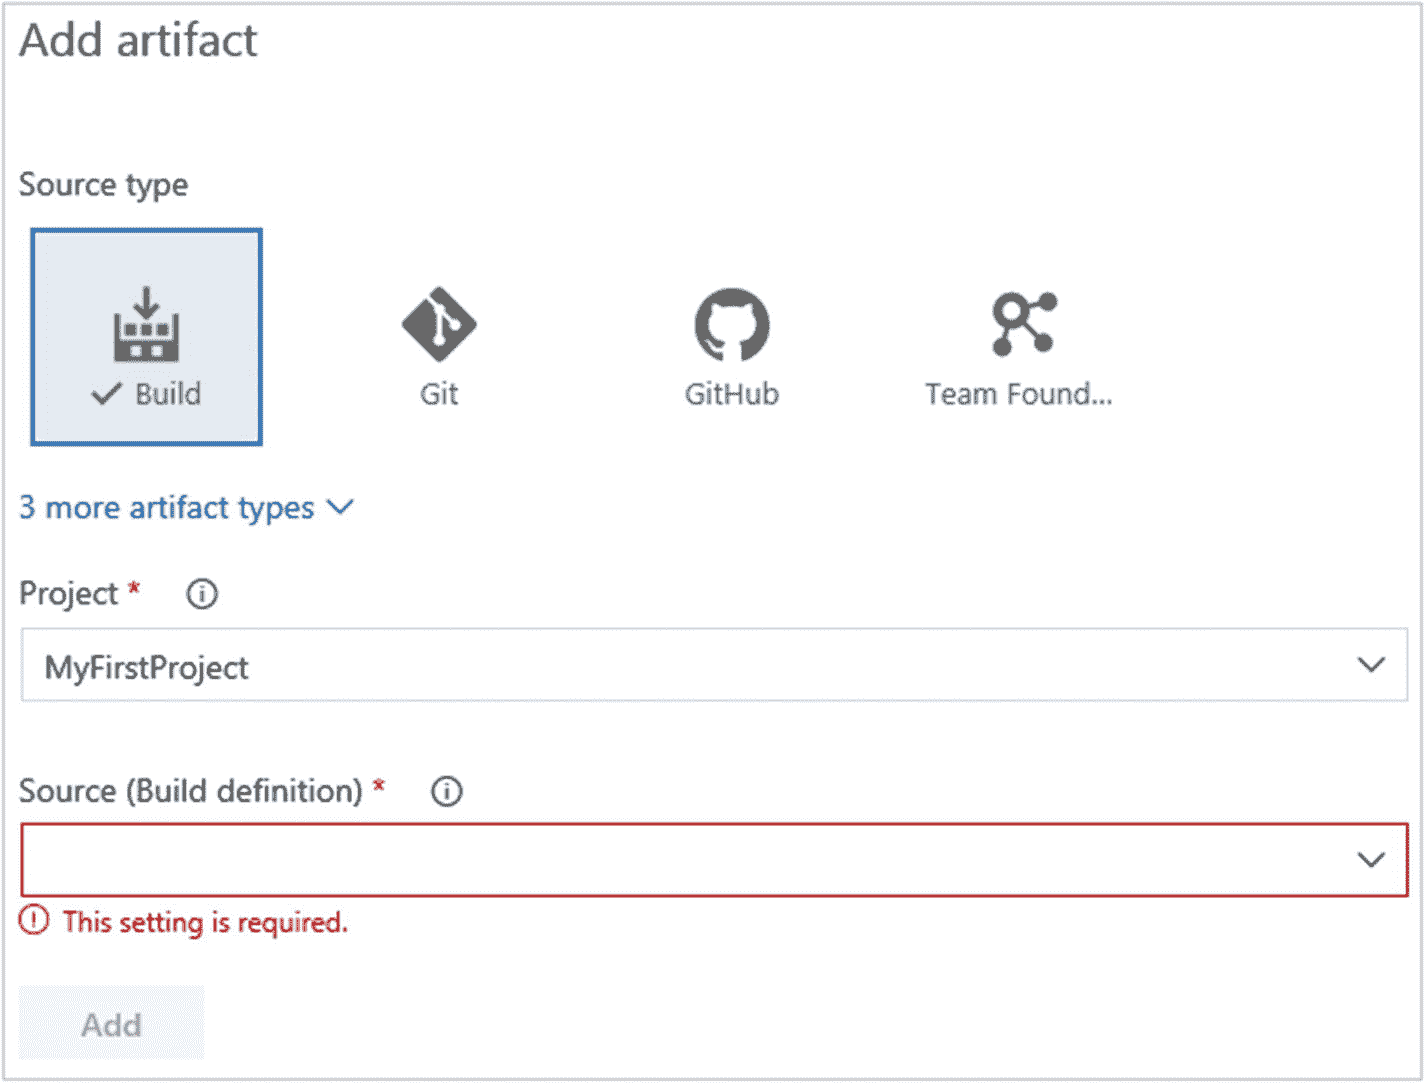 Add artifact
Source type
Build
Git
GitHub
Team Found...
3 more artifact types
Project *
MyFirstProject
Source (Build definition) *
This setting is required.
Add